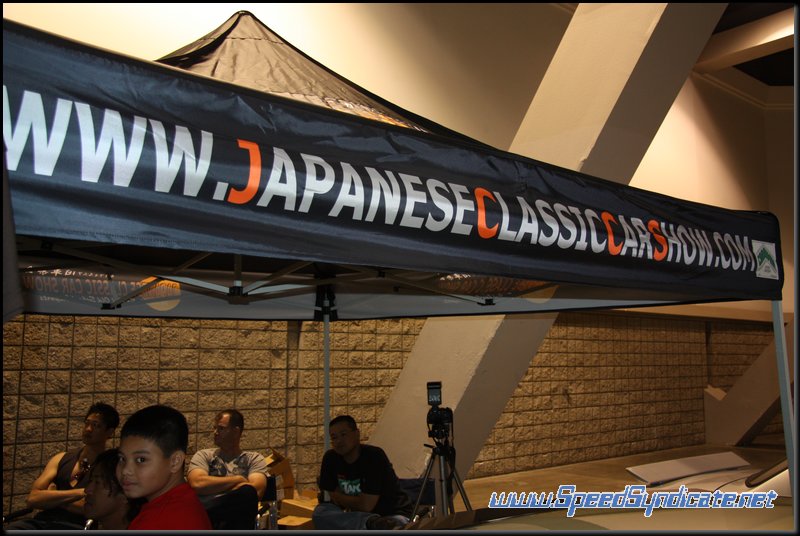 WWW.JAPANESECLASSICCARSHOW.COM
www.SpeedSyndicate.net